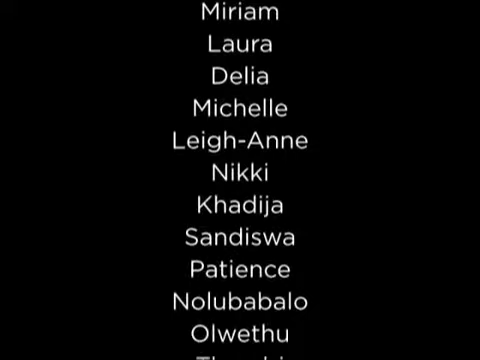 Miriam
Laura
Delia
Michelle
Leigh-Anne
Nikki
Khadija
Sandiswa
Patience
Nolubabalo
Olwethu